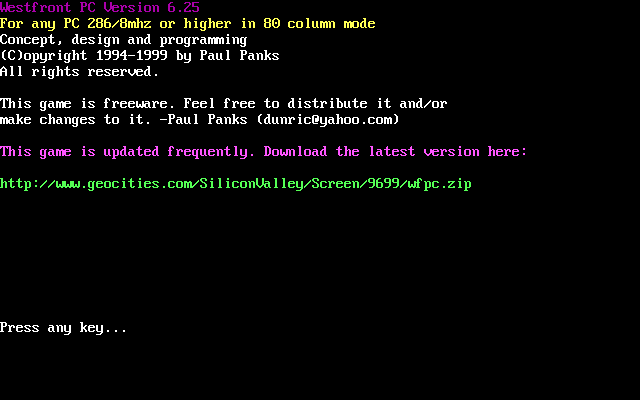 Westfront PC Version 6.25
For any PC 286/8mhz or higher in 80 column mode
Concept, design and programming
(C)opyright 1994-1999 by Paul Panks
All rights reserved.
This game is freeware. Feel free to distribute it and/or
make changes to it. -Paul Panks (dunric@yahoo.com)
This game is updated frequently. Download the latest version here:
http://www.geocities.com/SiliconValley/Screen/9699/wfpc.zip
Press any key...